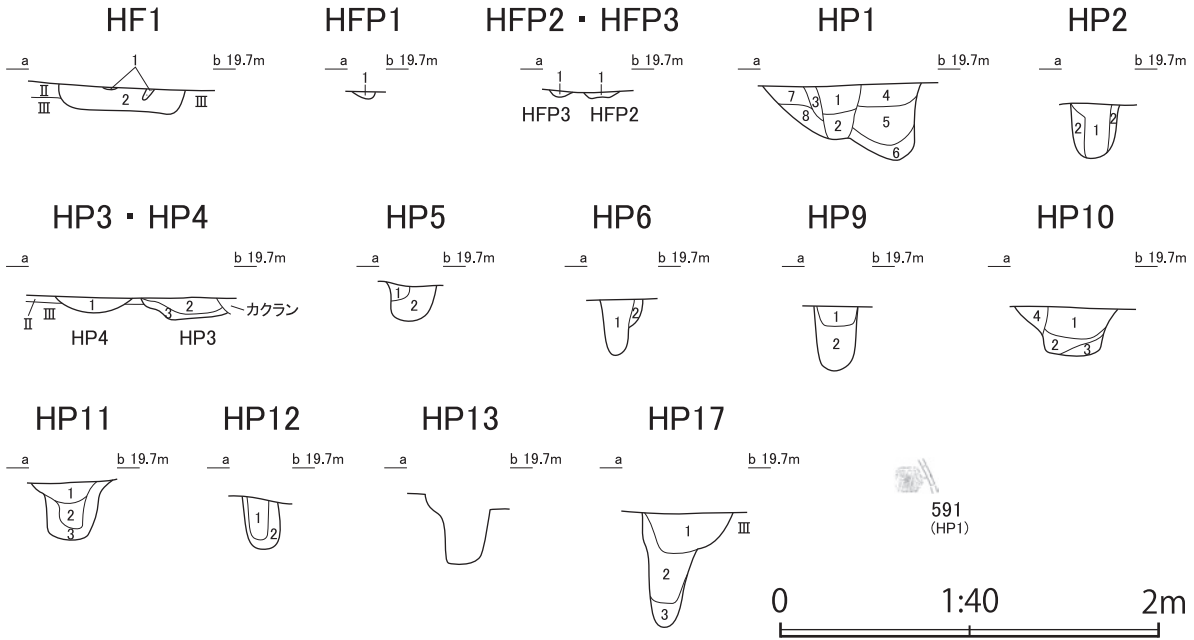 HF1
HFP1
HFP2・HFP3
HP1
HP2
a
b 19.7m
a
b 19.7m
a
b 19.7m
a
b 19.7m
a
b 19.7m
1
Ⅱ
Ⅲ
2
Ⅲ
1
1
1
HFP3
HFP2
7
3
1
4
8
2
5
6
2
1
2
HP3・HP4
HP5
HP6
HP9
HP10
a
b 19.7m
a
b 19.7m
a
b 19.7m
a
b 19.7m
a
b 19.7m
Ⅱ
Ⅲ
1
3
2
カクラン
HP4
HP3
1
2
1
2
1
2
4
1
2
3
HP11
HP12
HP13
HP17
a
b 19.7m
a
b 19.7m
a
b 19.7m
a
b 19.7m
1
2
3
1
2
1
Ⅲ
2
3
591
(HP1)
0
1:40
2m